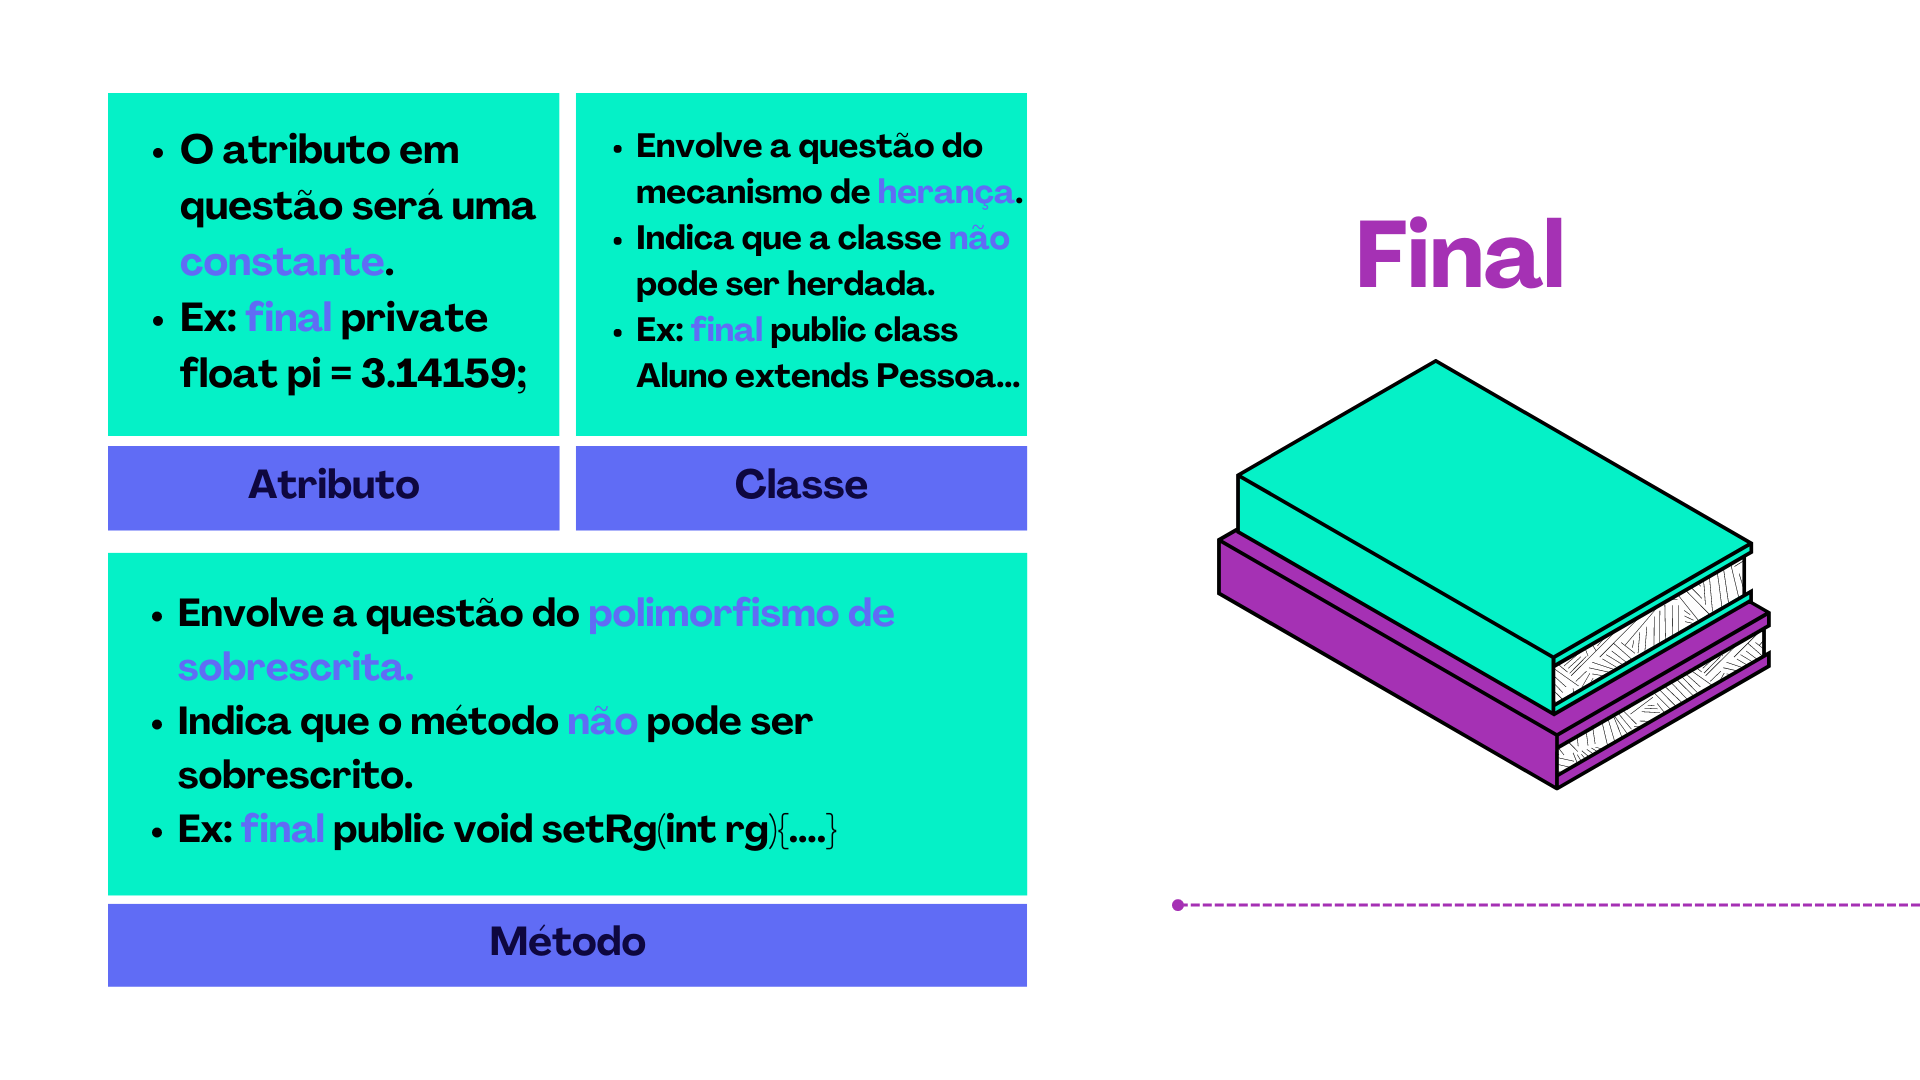 • O atributo em
questão será uma
constante.
• Ex: final private
float pi = 3.14159;
Atributo
• Envolve a questão do
mecanismo de herança.
• Indica que a classe não
pode ser herdada.
• Ex: final public class
Aluno extends Pessoa...
Classe
• Envolve a questão do polimorfismo de
sobrescrita.
• Indica que o método não pode ser
sobrescrito.
• Ex: final public void setRg(int rg){....}
Método
Final